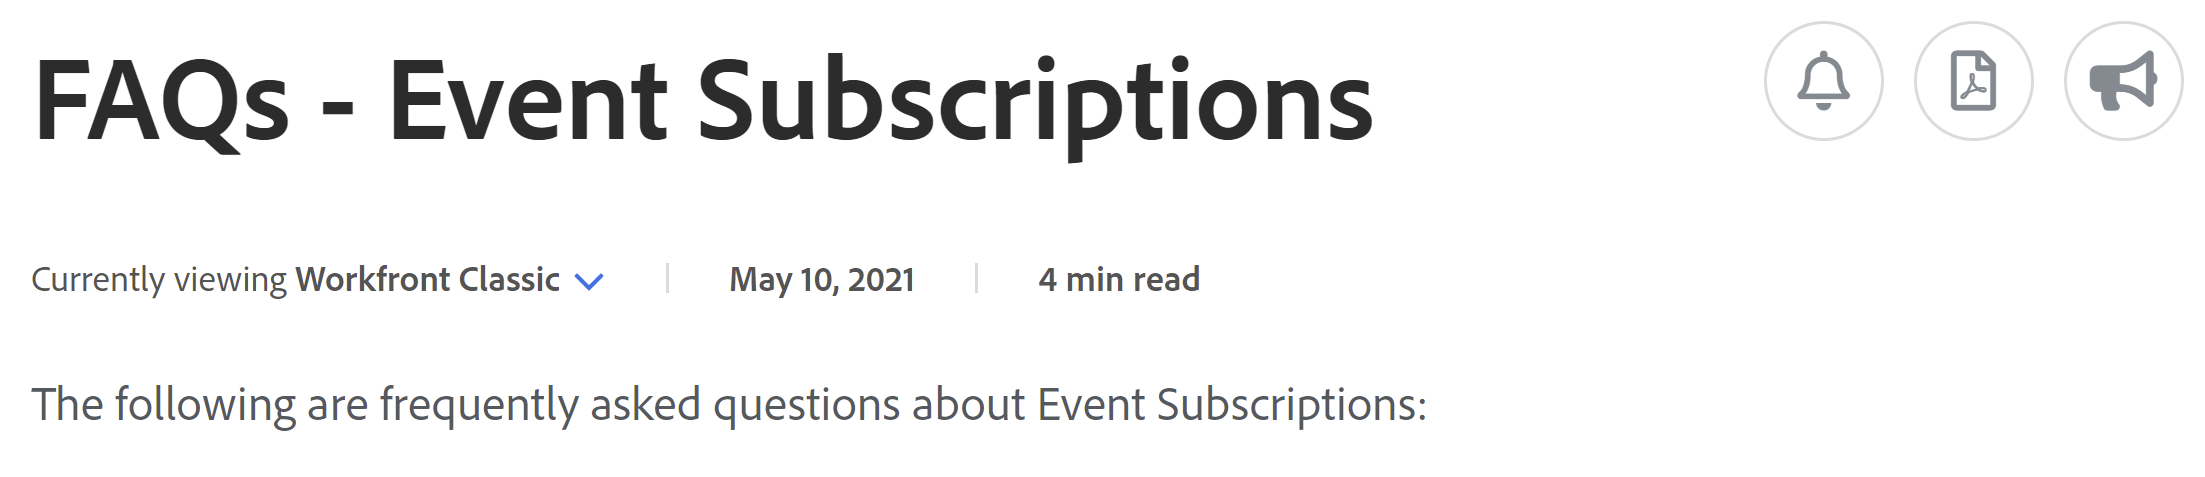 FAQs - Event Subscriptions
Currently viewing Workfront Classic | May 10, 2021 | 4 min read
The following are frequently asked questions about Event Subscriptions: